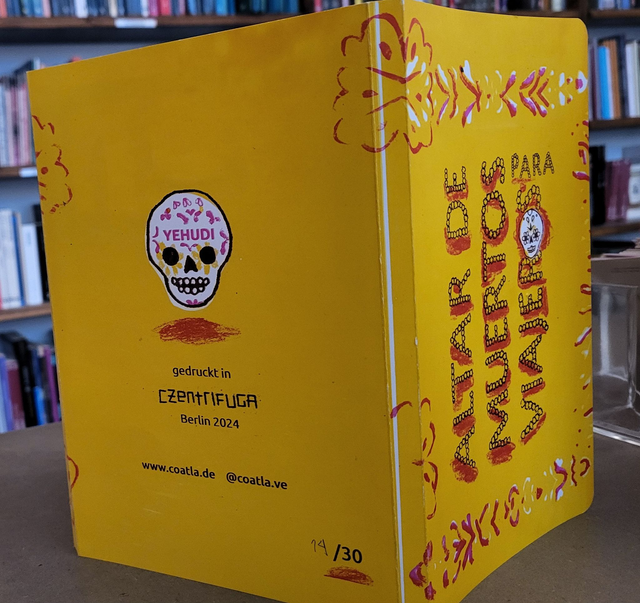 YEHUDI
gedruckt in
CZENTRIFUGA
Berlin 2024
www.coatla.de @coatla.ve
14 /30
ALTAR DE
MUERTOS PARA